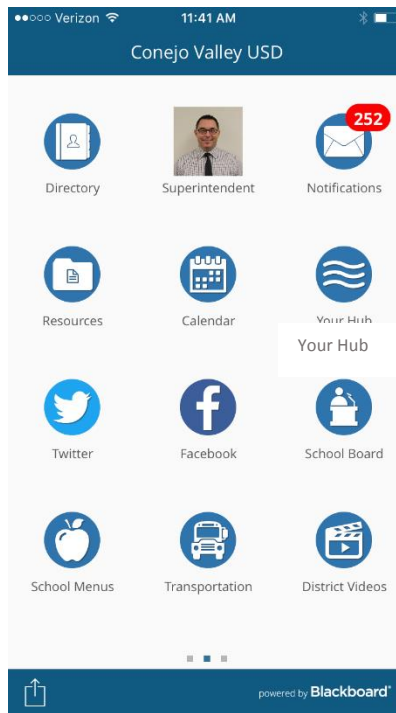 Verizon 11:41 AM
Conejo Valley USD
252
Directory Superintendent Notifications
Resources Calendar Your Hub
Your Hub
Twitter Facebook School Board
School Menus Transportation District Videos
powered by Blackboard